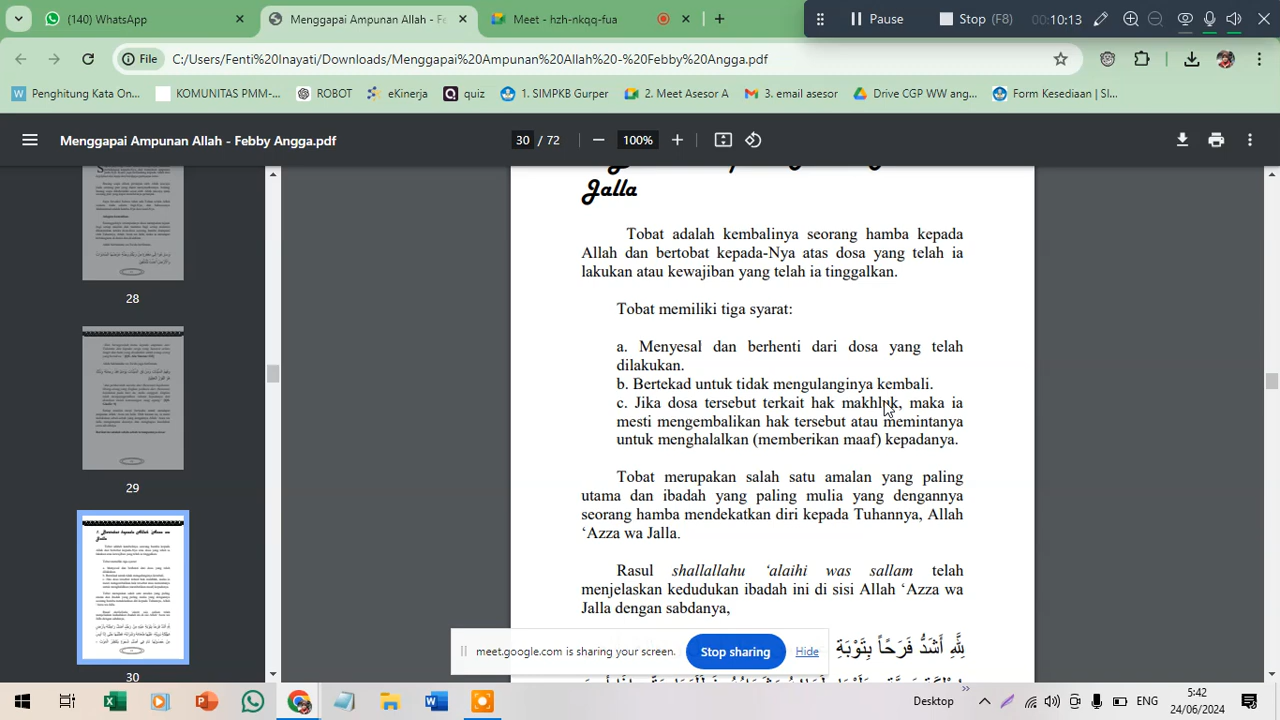 (140) WhatsApp
Menggapai Ampunan Allah - Fe
Meet - hzh-nkqq-fua
Pause
Stop (F8)
00:10:13
File
C:/Users/Fenti%20Inayati/Downloads/Menggapai%20Ampunan%20Allah%20-%20Febby%20Angga.pdf
Penghitung Kata On...
KOMUNITAS PMM-...
ROBOT
eKinerja
quiz
1. SIMPKB Gurper
2. Meet Asesor A
3. email asesor
Drive CGP WW ang...
Form Kesediaan | Sl...
Menggapai Ampunan Allah - Febby Angga.pdf
30 / 72
100%
28
29
30
Jalla
Tobat adalah kembalinya seorang hamba kepada
Allah dan bertobat kepada-Nya atas dosa yang telah ia
lakukan atau kewajiban yang telah ia tinggalkan.
Tobat memiliki tiga syarat:
a. Menyesal dan berhenti dari dosa yang telah
dilakukan.
b. Bertekad untuk tidak mengulanginya kembali.
c. Jika dosa tersebut terkait hak makhluk, maka ia
mesti mengembalikan hak tersebut atau memintanya
untuk menghalalkan (memberikan maaf) kepadanya.
Tobat merupakan salah satu amalan yang paling
utama dan ibadah yang paling mulia yang dengannya
seorang hamba mendekatkan diri kepada Tuhannya, Allah
‘Azza wa Jalla.
Rasul shallallahu ‘alaihi was sallam telah
menjelaskan kedudukan ibadah ini di sisi Allah ‘Azza wa
Jalla dengan sabdanya,
لِلَّهِ أَشَدُّ فَرَحًا بِتَوْبَةِ
meet.google.com is sharing your screen.
Stop sharing
Hide
Desktop
ENG
5:42
24/06/2024